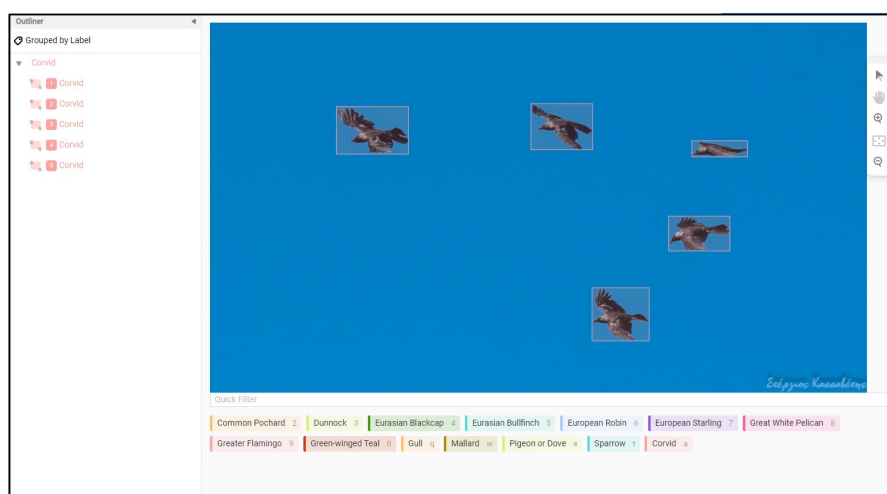 Outliner
Grouped by Label
Corvid
1 Corvid
2 Corvid
3 Corvid
4 Corvid
5 Corvid
Στέργιος Κασσαβέτης
Quick Filter
Common Pochard 2 Dunnock 3 Eurasian Blackcap 4 Eurasian Bullfinch 5 European Robin 6 European Starling 7 Great White Pelican 8
Greater Flamingo 9 Green-winged Teal 0 Gull q Mallard w Pigeon or Dove e Sparrow t Corvid a